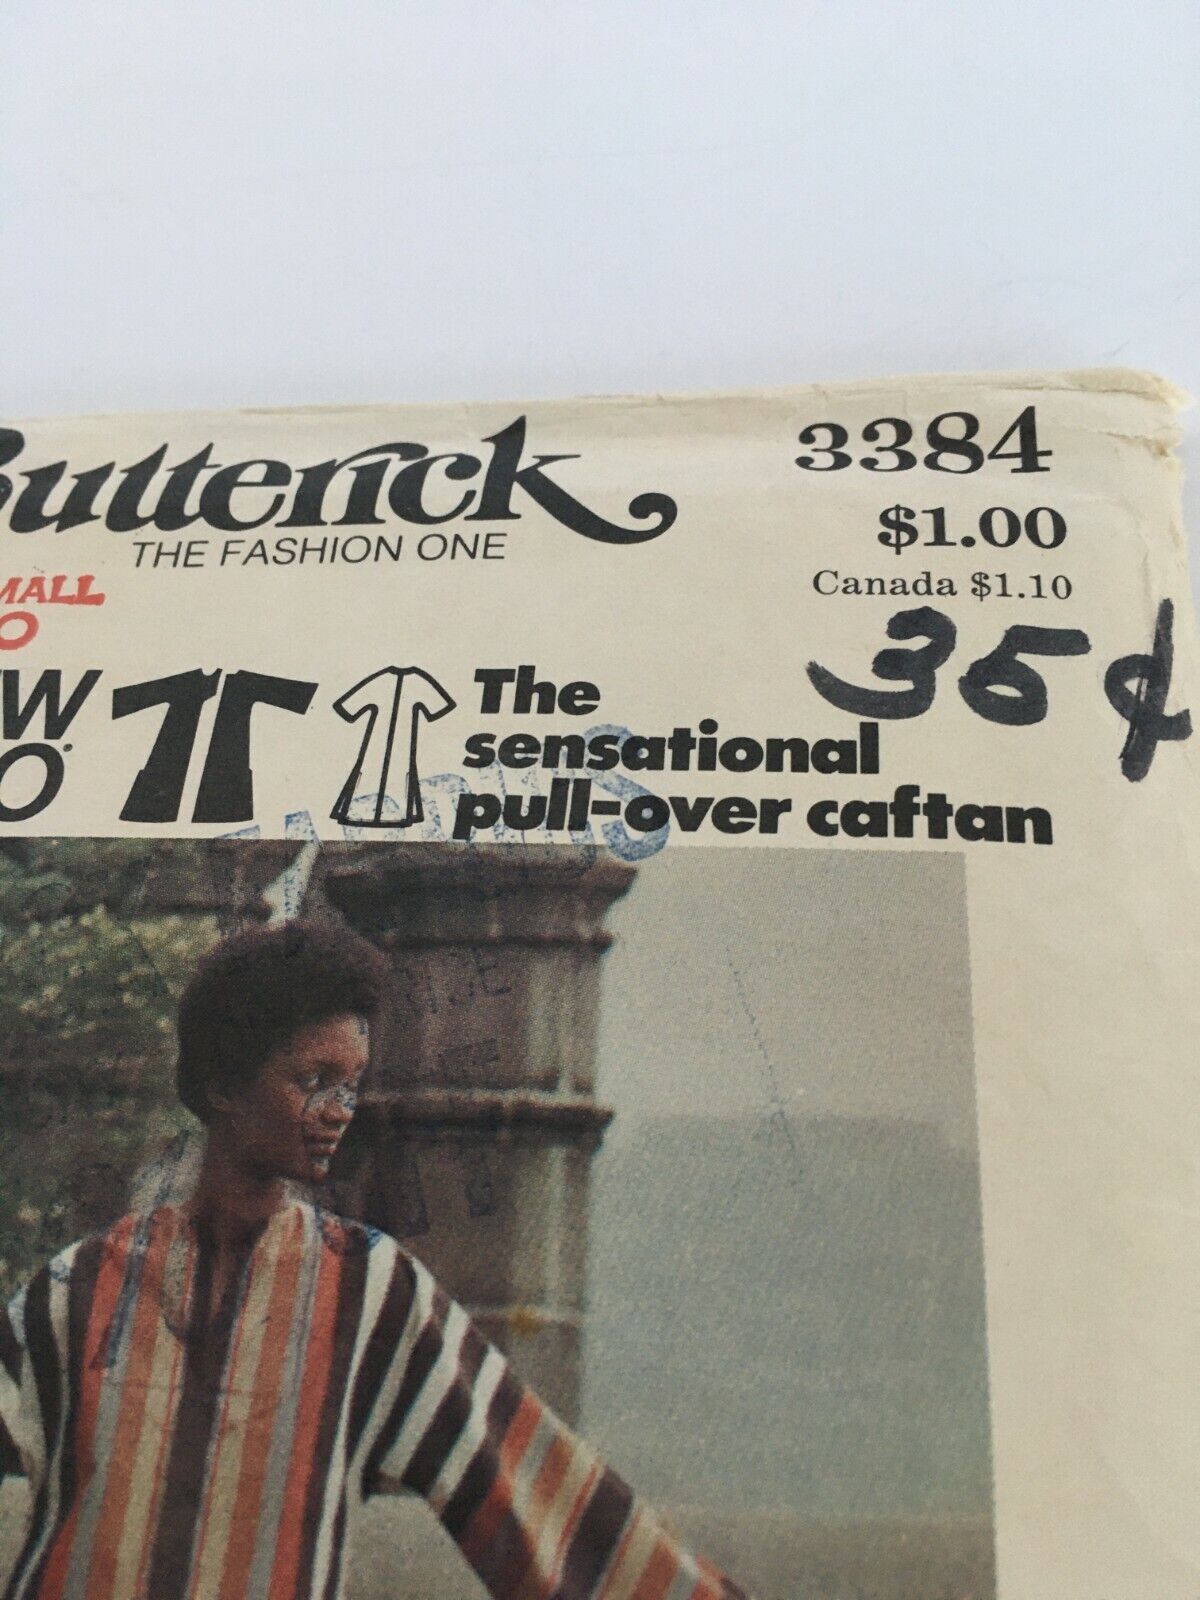 Butterick
THE FASHION ONE
3384
$1.00
Canada $1.10
35¢
The
sensational
pull-over caftan